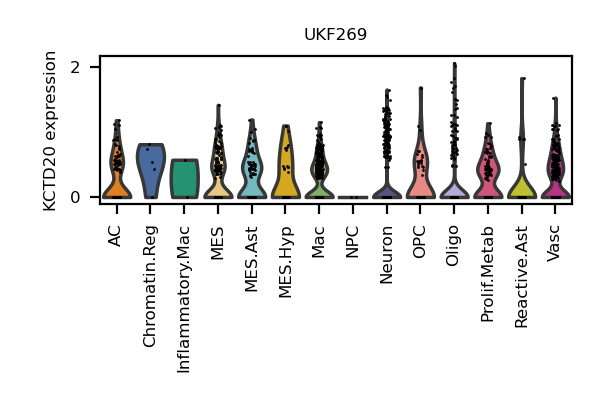 UKF269
KCTD20 expression
2
0
AC
Chromatin.Reg
Inflammatory.Mac
MES
MES.Ast
MES.Hyp
Mac
NPC
Neuron
OPC
Oligo
Prolif.Metab
Reactive.Ast
Vasc